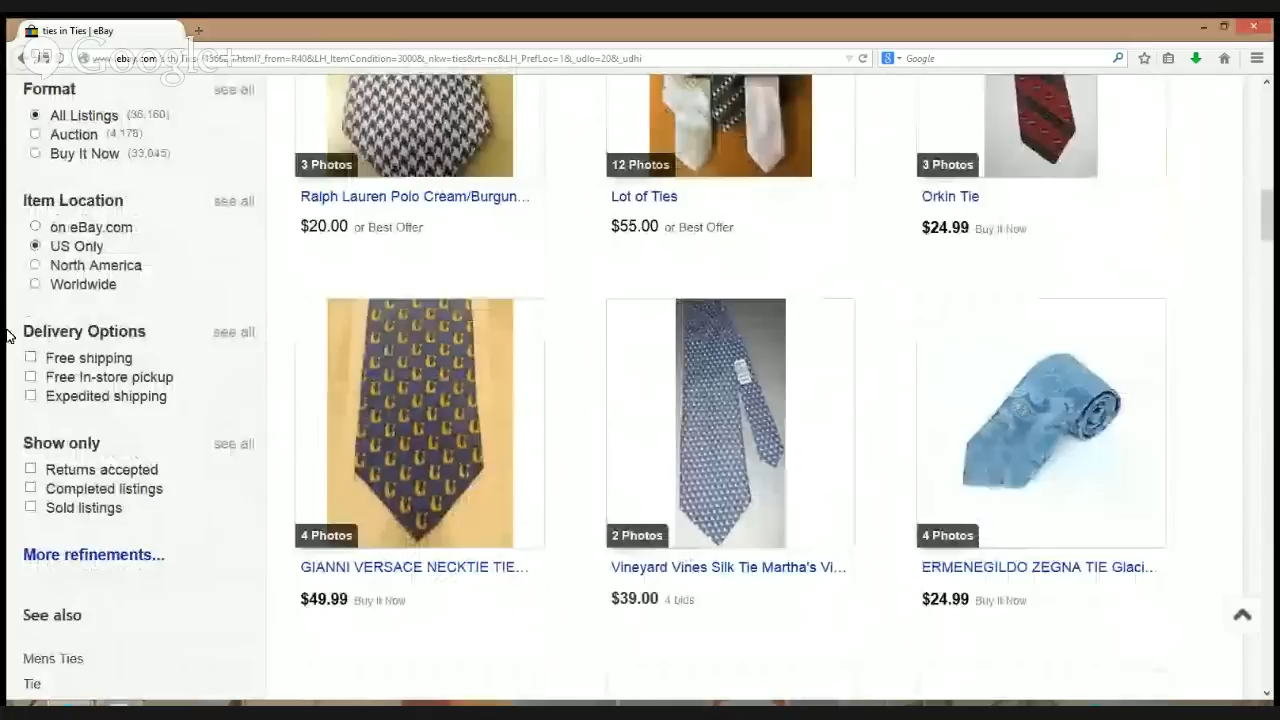 ties in Ties | eBay
Google+
Google
Format see all
All Listings (36,160)
Auction (4,178)
Buy It Now (33,045)
Item Location see all
on eBay.com
US Only
North America
Worldwide
Delivery Options see all
Free shipping
Free In-store pickup
Expedited shipping
Show only see all
Returns accepted
Completed listings
Sold listings
More refinements...
See also
Mens Ties
Tie
3 Photos
12 Photos
3 Photos
Ralph Lauren Polo Cream/Burgun...
Lot of Ties
Orkin Tie
$20.00 or Best Offer
$55.00 or Best Offer
$24.99 Buy It Now
4 Photos
2 Photos
4 Photos
GIANNI VERSACE NECKTIE TIE...
Vineyard Vines Silk Tie Martha's Vi...
ERMENEGILDO ZEGNA TIE Glaci...
$49.99 Buy It Now
$39.00 4 bids
$24.99 Buy It Now